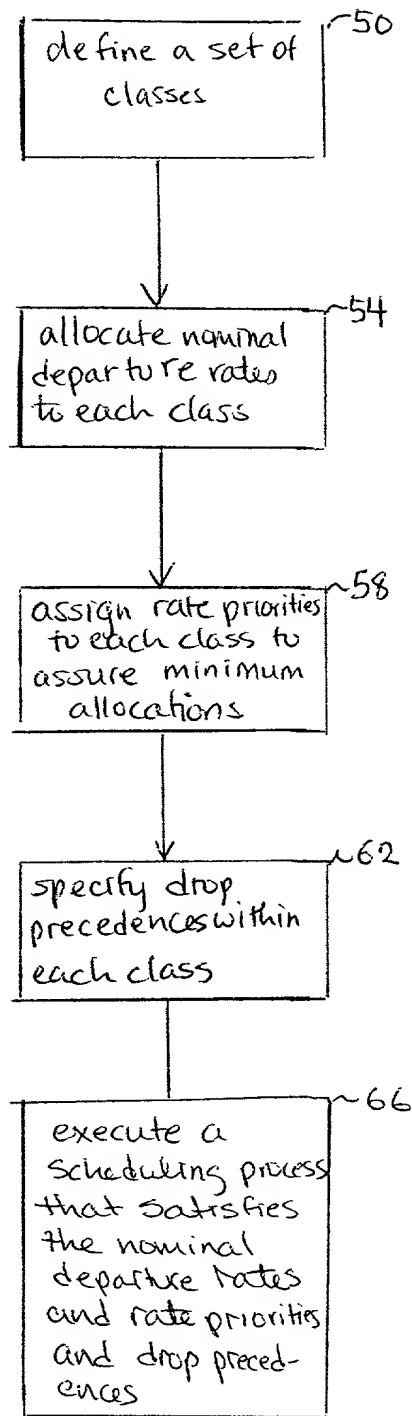 50
define a set of
classes
54
allocate nominal
departure rates
to each class
58
assign rate priorities
to each class to
assure minimum
allocations
62
specify drop
precedences within
each class
66
execute a
scheduling process
that satisfies
the nominal
departure rates
and rate priorities
and drop preced-
ences